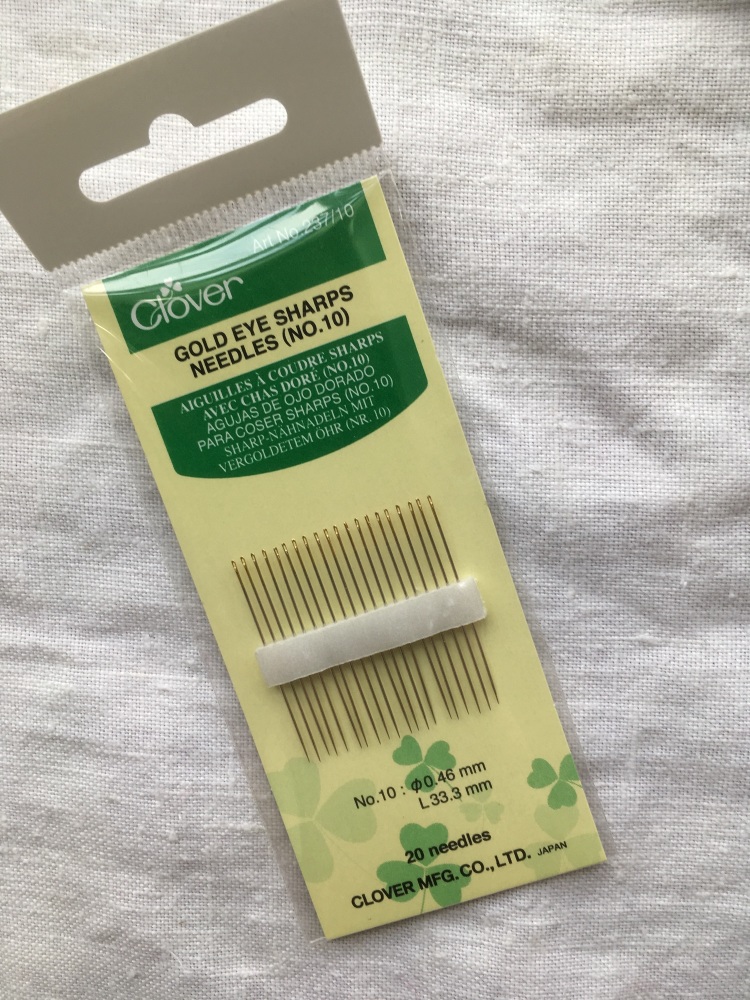 Art No.237/10
Clover
GOLD EYE SHARPS
NEEDLES (NO.10)
AIGUILLES À COUDRE SHARPS
AVEC CHAS DORÉ (NO.10)
AGUJAS DE OJO DORADO
PARA COSER SHARPS (NO.10)
SHARP-NÄHNADELN MIT
VERGOLDETEM ÖHR (NR. 10)
No.10 : ϕ0.46 mm
L33.3 mm
20 needles
CLOVER MFG.CO.,LTD. JAPAN